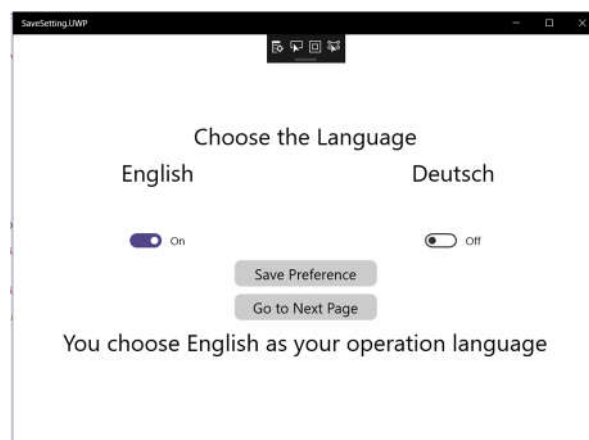 SaveSetting.UWP
Choose the Language
English Deutsch
On Off
Save Preference
Go to Next Page
You choose English as your operation language